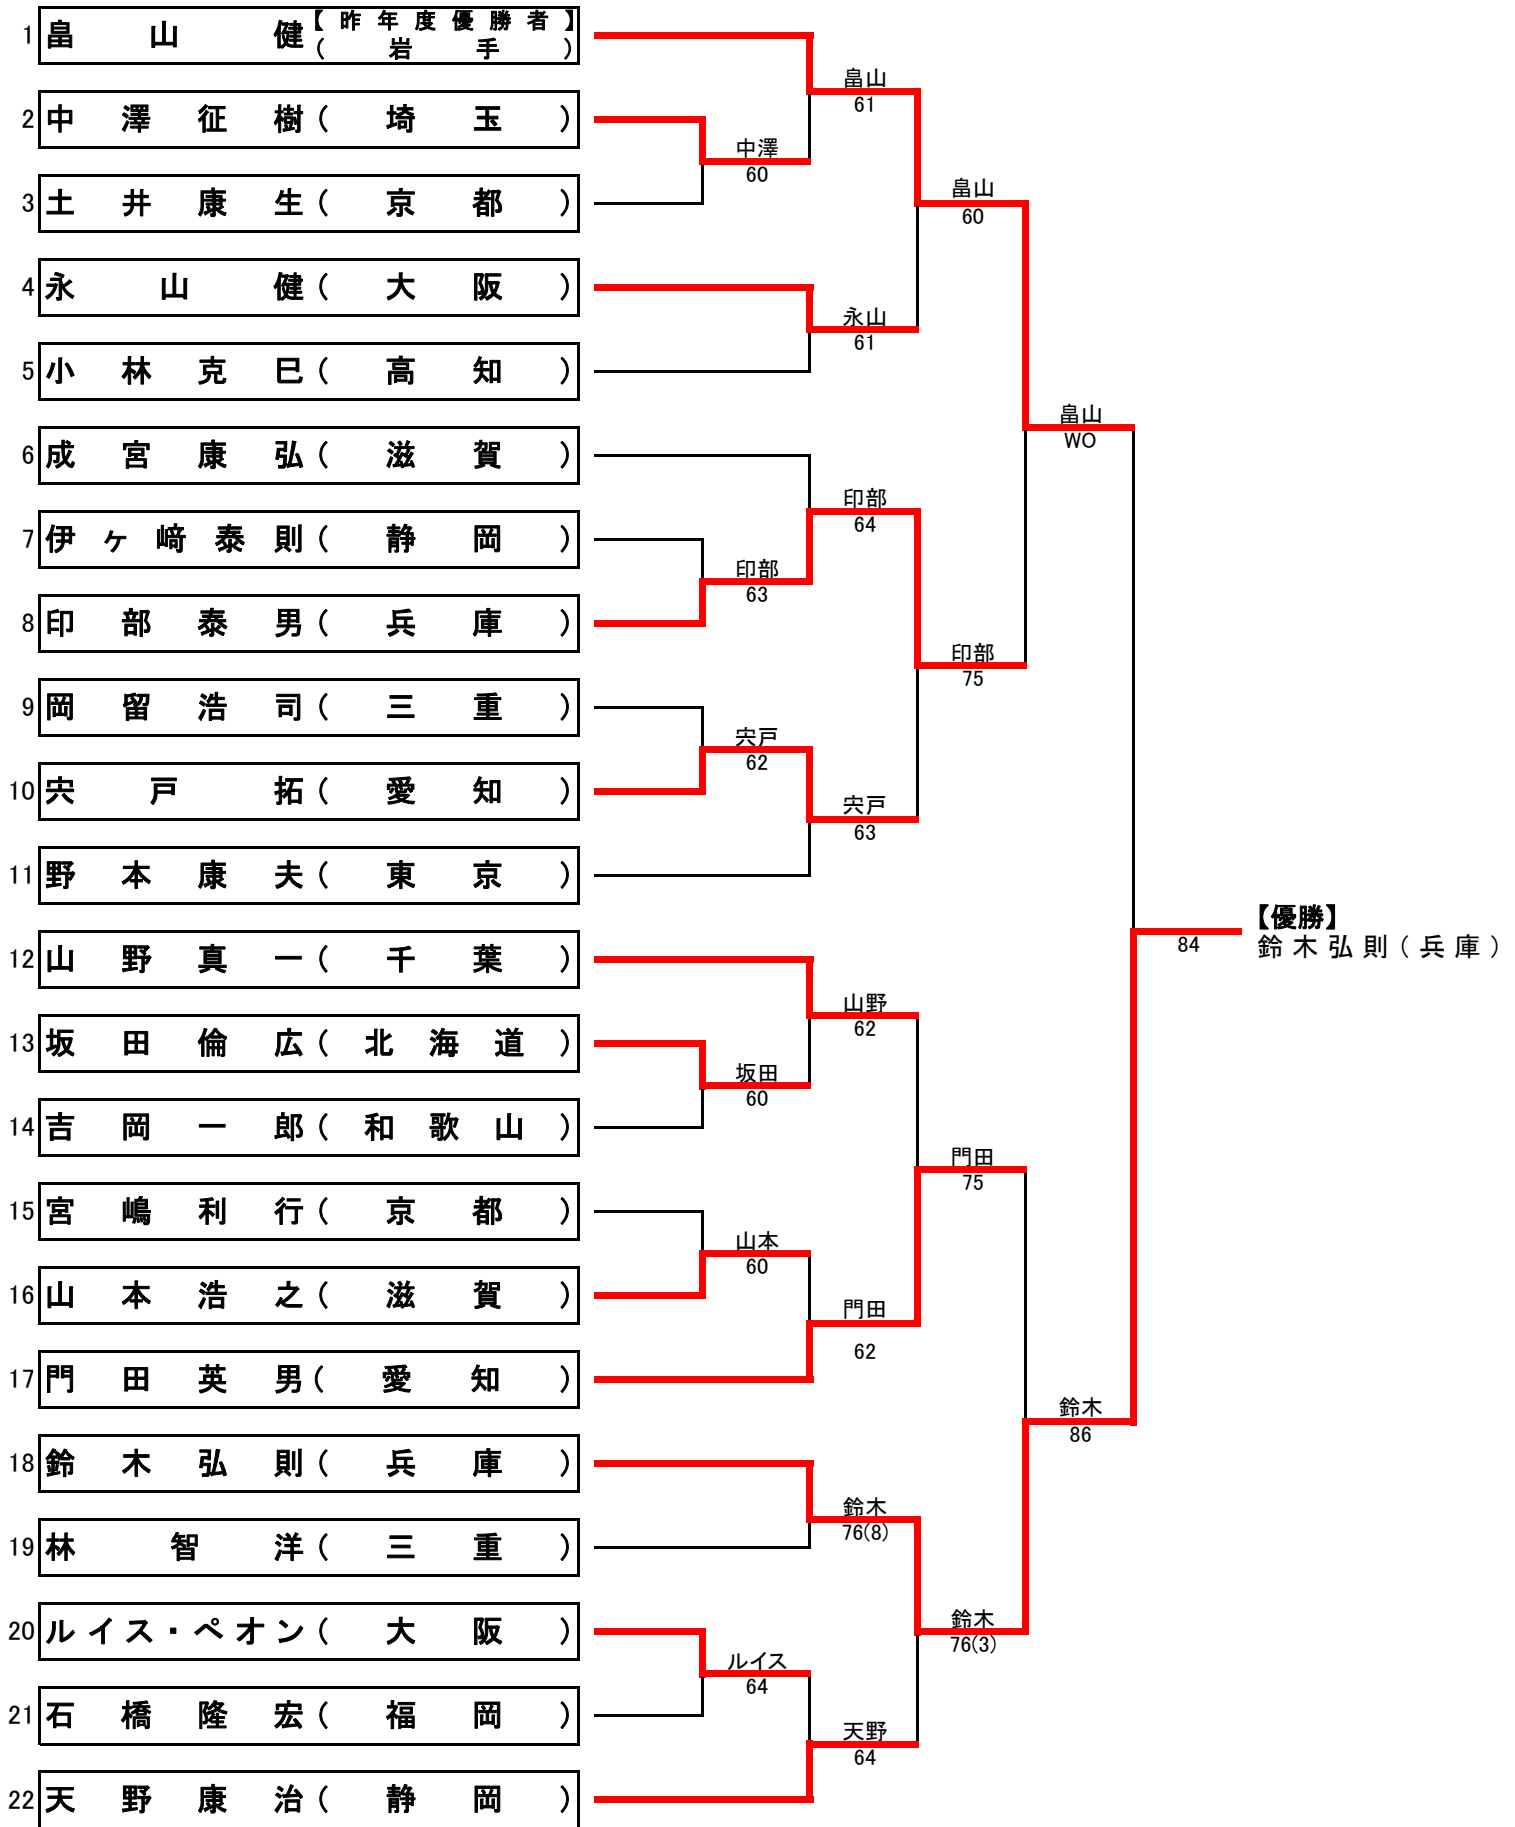 1 畠山健 【昨年度優勝者】
(岩手)
畠山
61
2 中澤征樹(埼玉)
中澤
60
3 土井康生(京都)
畠山
60
4 永山健(大阪)
永山
61
5 小林克巳(高知)
畠山
WO
6 成宮康弘(滋賀)
印部
64
7 伊ヶ﨑泰則(静岡)
印部
63
8 印部泰男(兵庫)
印部
75
9 岡留浩司(三重)
宍戸
62
10 宍戸拓(愛知)
宍戸
63
11 野本康夫(東京)
【優勝】
84 鈴木弘則(兵庫)
12 山野真一(千葉)
山野
62
13 坂田倫広(北海道)
坂田
60
14 吉岡一郎(和歌山)
門田
75
15 宮嶋利行(京都)
山本
60
16 山本浩之(滋賀)
門田
62
17 門田英男(愛知)
鈴木
86
18 鈴木弘則(兵庫)
鈴木
76(8)
19 林智洋(三重)
鈴木
76(3)
20 ルイス・ペオン(大阪)
ルイス
64
21 石橋隆宏(福岡)
天野
64
22 天野康治(静岡)